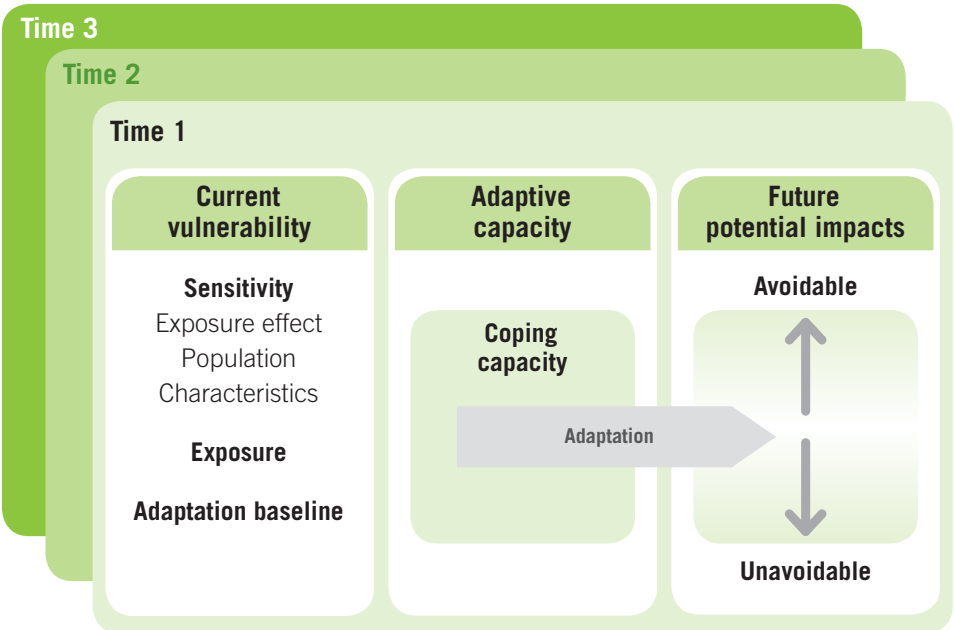 Time 3
Time 2
Time 1
Current
vulnerability
Sensitivity
Exposure effect
Population
Characteristics
Exposure
Adaptation baseline
Adaptive
capacity
Coping
capacity
Adaptation
Future
potential impacts
Avoidable
Unavoidable